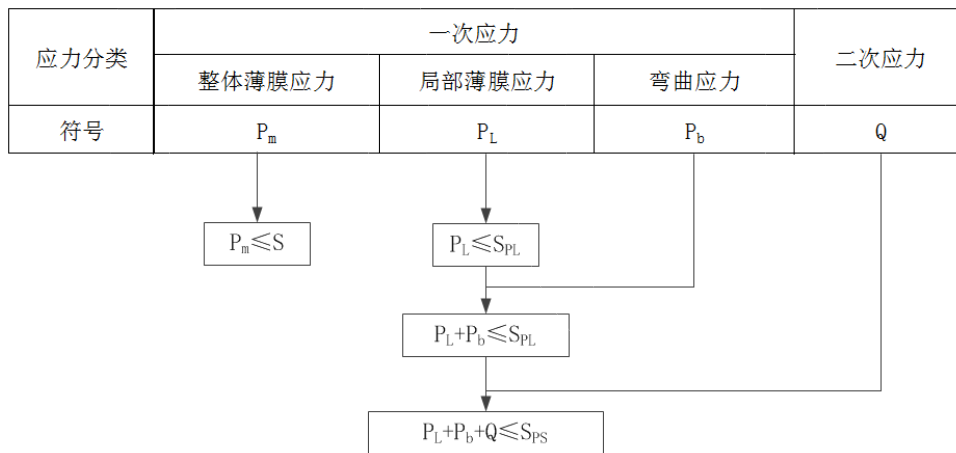 应力分类 一次应力 二次应力
整体薄膜应力 局部薄膜应力 弯曲应力
符号 Pm PL Pb Q
Pm≤S PL≤SPL
PL+Pb≤SPL
PL+Pb+Q≤SPS